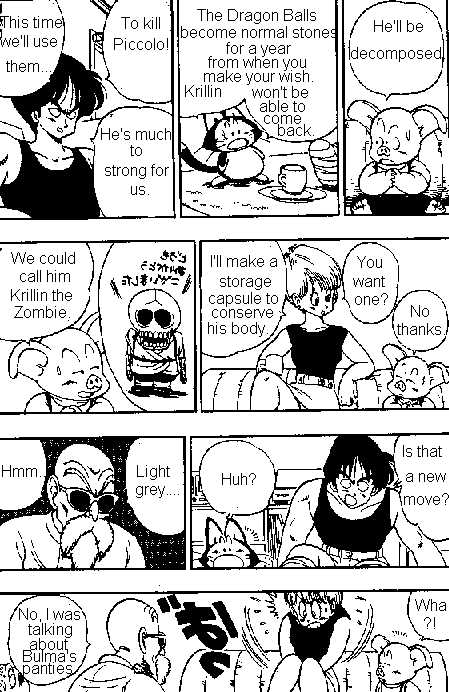 This time
we'll use
them...
To kill
Piccolo!
He's much
to
strong for
us.
The Dragon Balls
become normal stones
for a year
from when you
make your wish.
Krillin
won't be
able to
come
back.
He'll be
decomposed.
We could
call him
Krillin the
Zombie.
I'll make a
storage
capsule to
conserve
his body.
You
want
one?
No
thanks.
Hmm...
Light
grey....
Huh?
Is that
a new
move?
No, I was
talking
about
Bulma's
panties.
Wha
?!